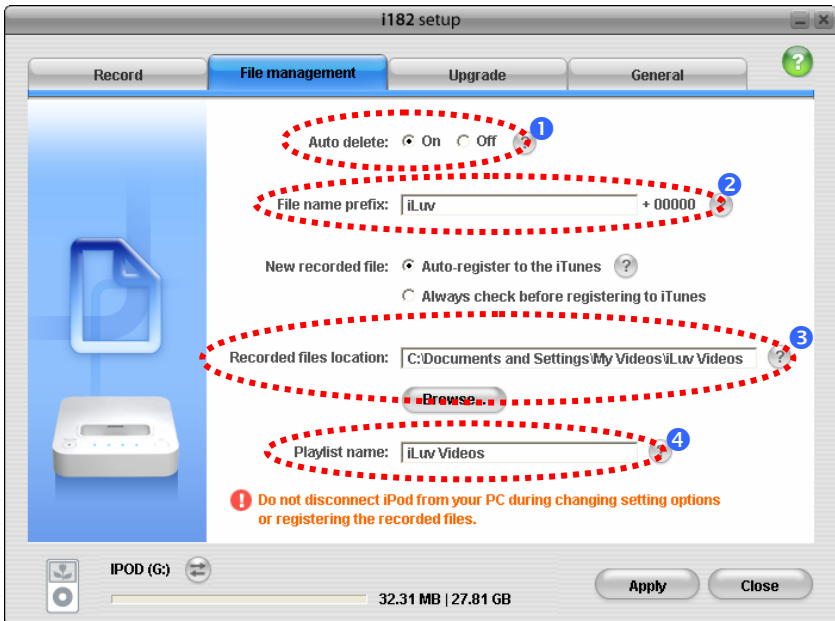 i182 setup
Record File management Upgrade General ?
Auto delete: On Off ? 1
File name prefix: iLuv + 00000 ? 2
New recorded file: Auto-register to the iTunes ?
Always check before registering to iTunes
Recorded files location: C:\Documents and Settings\My Videos\iLuv Videos ? 3
Browse...
Playlist name: iLuv Videos ? 4
! Do not disconnect iPod from your PC during changing setting options
or registering the recorded files.
IPOD (G:)
32.31 MB | 27.81 GB
Apply Close